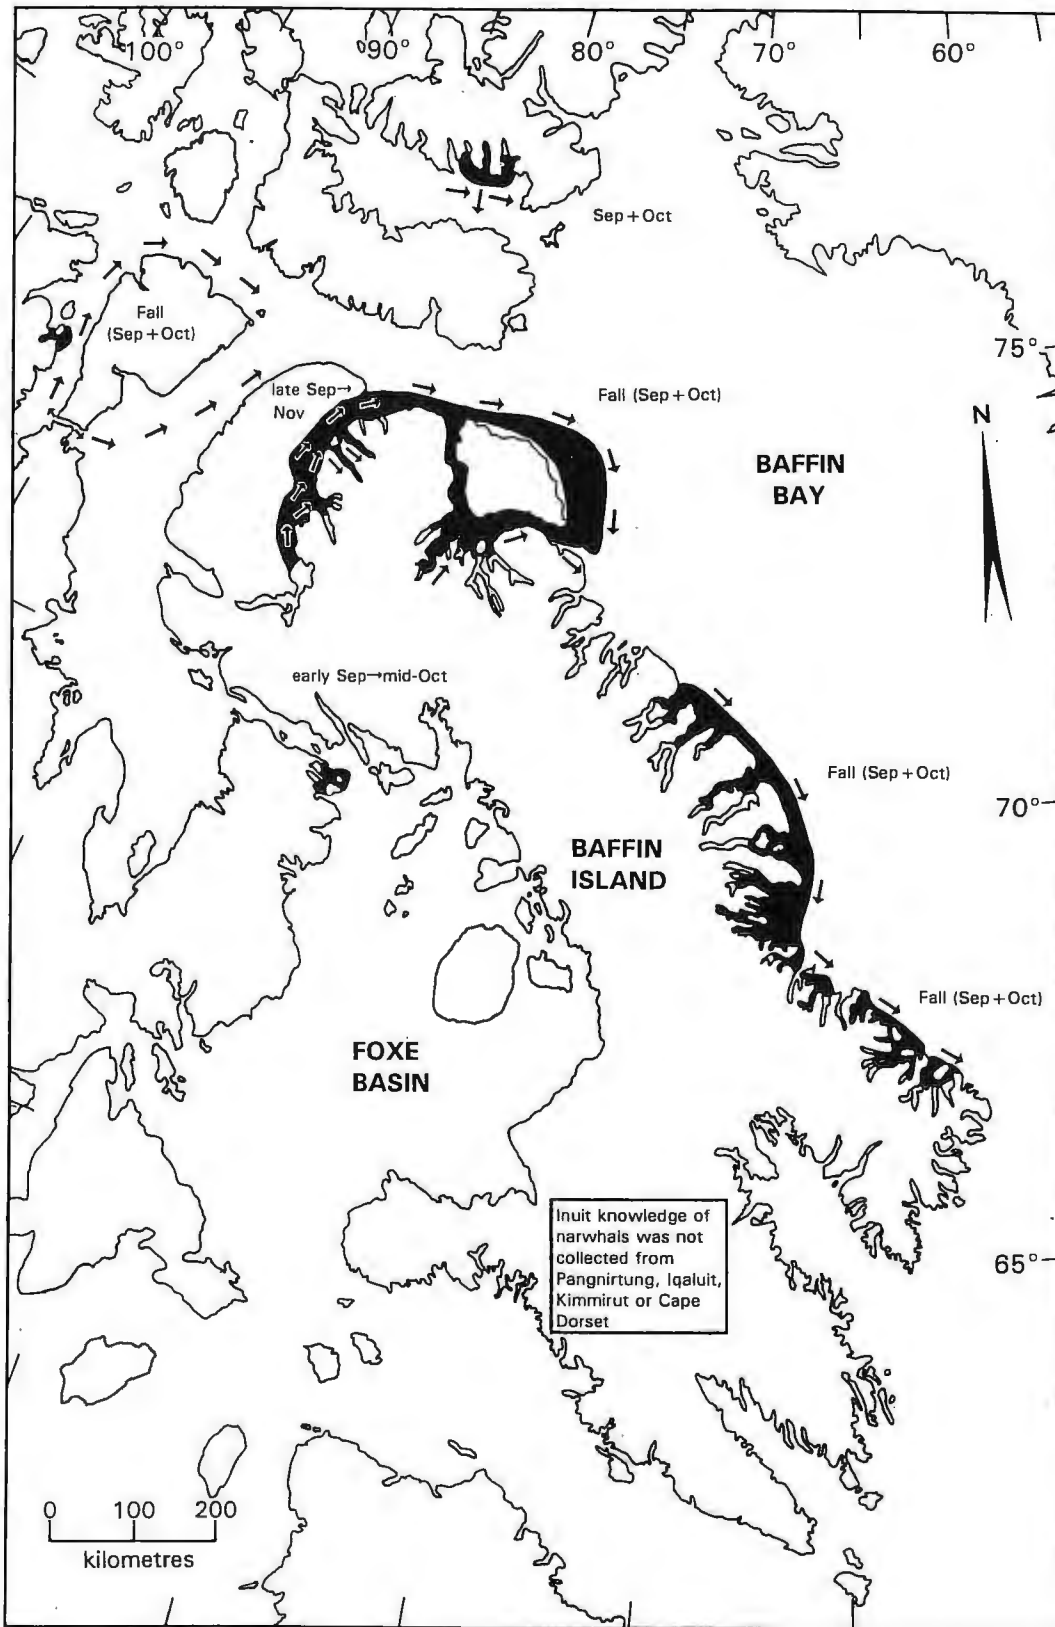 100° 90° 80° 70° 60°
Sep + Oct
Fall
(Sep + Oct)
75°
late Sep→
Nov
Fall (Sep + Oct)
N
BAFFIN
BAY
early Sep→mid-Oct
Fall (Sep + Oct)
70°
BAFFIN
ISLAND
Fall (Sep + Oct)
FOXE
BASIN
Inuit knowledge of
narwhals was not
collected from
Pangnirtung, Iqaluit,
Kimmirut or Cape
Dorset
65°
0 100 200
kilometres